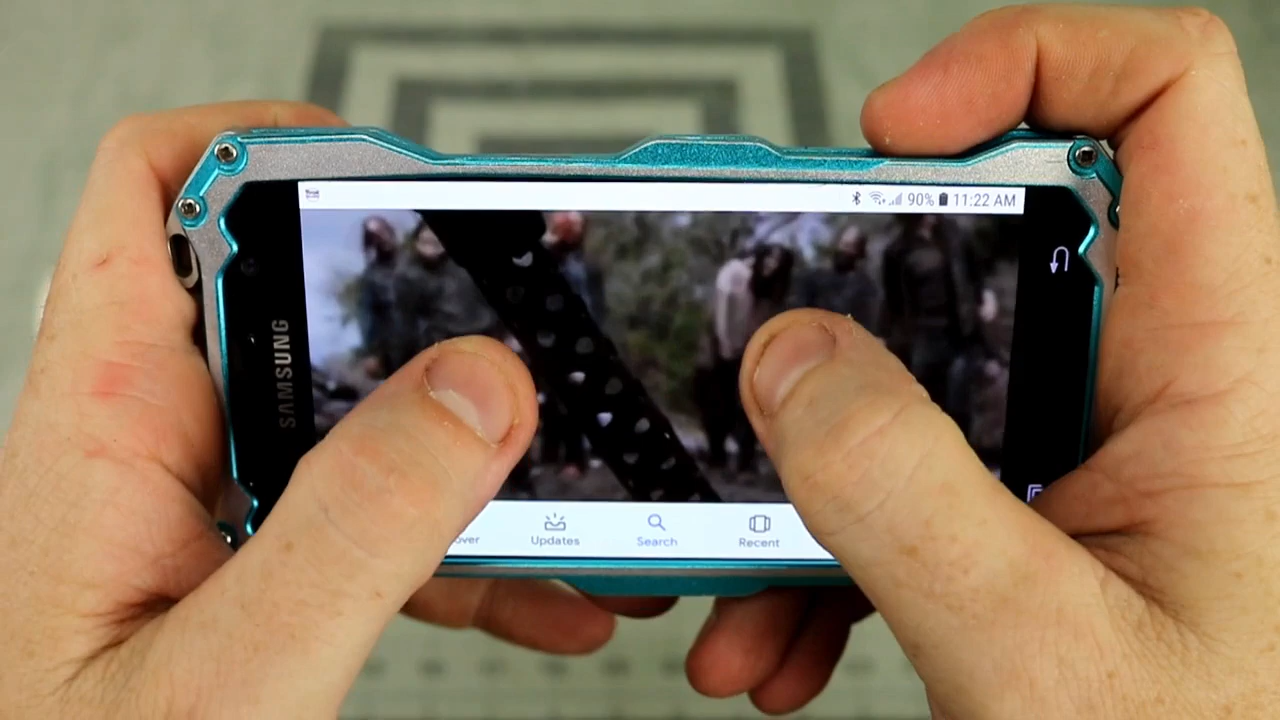 90% 11:22 AM
SAMSUNG
over
Updates
Search
Recent